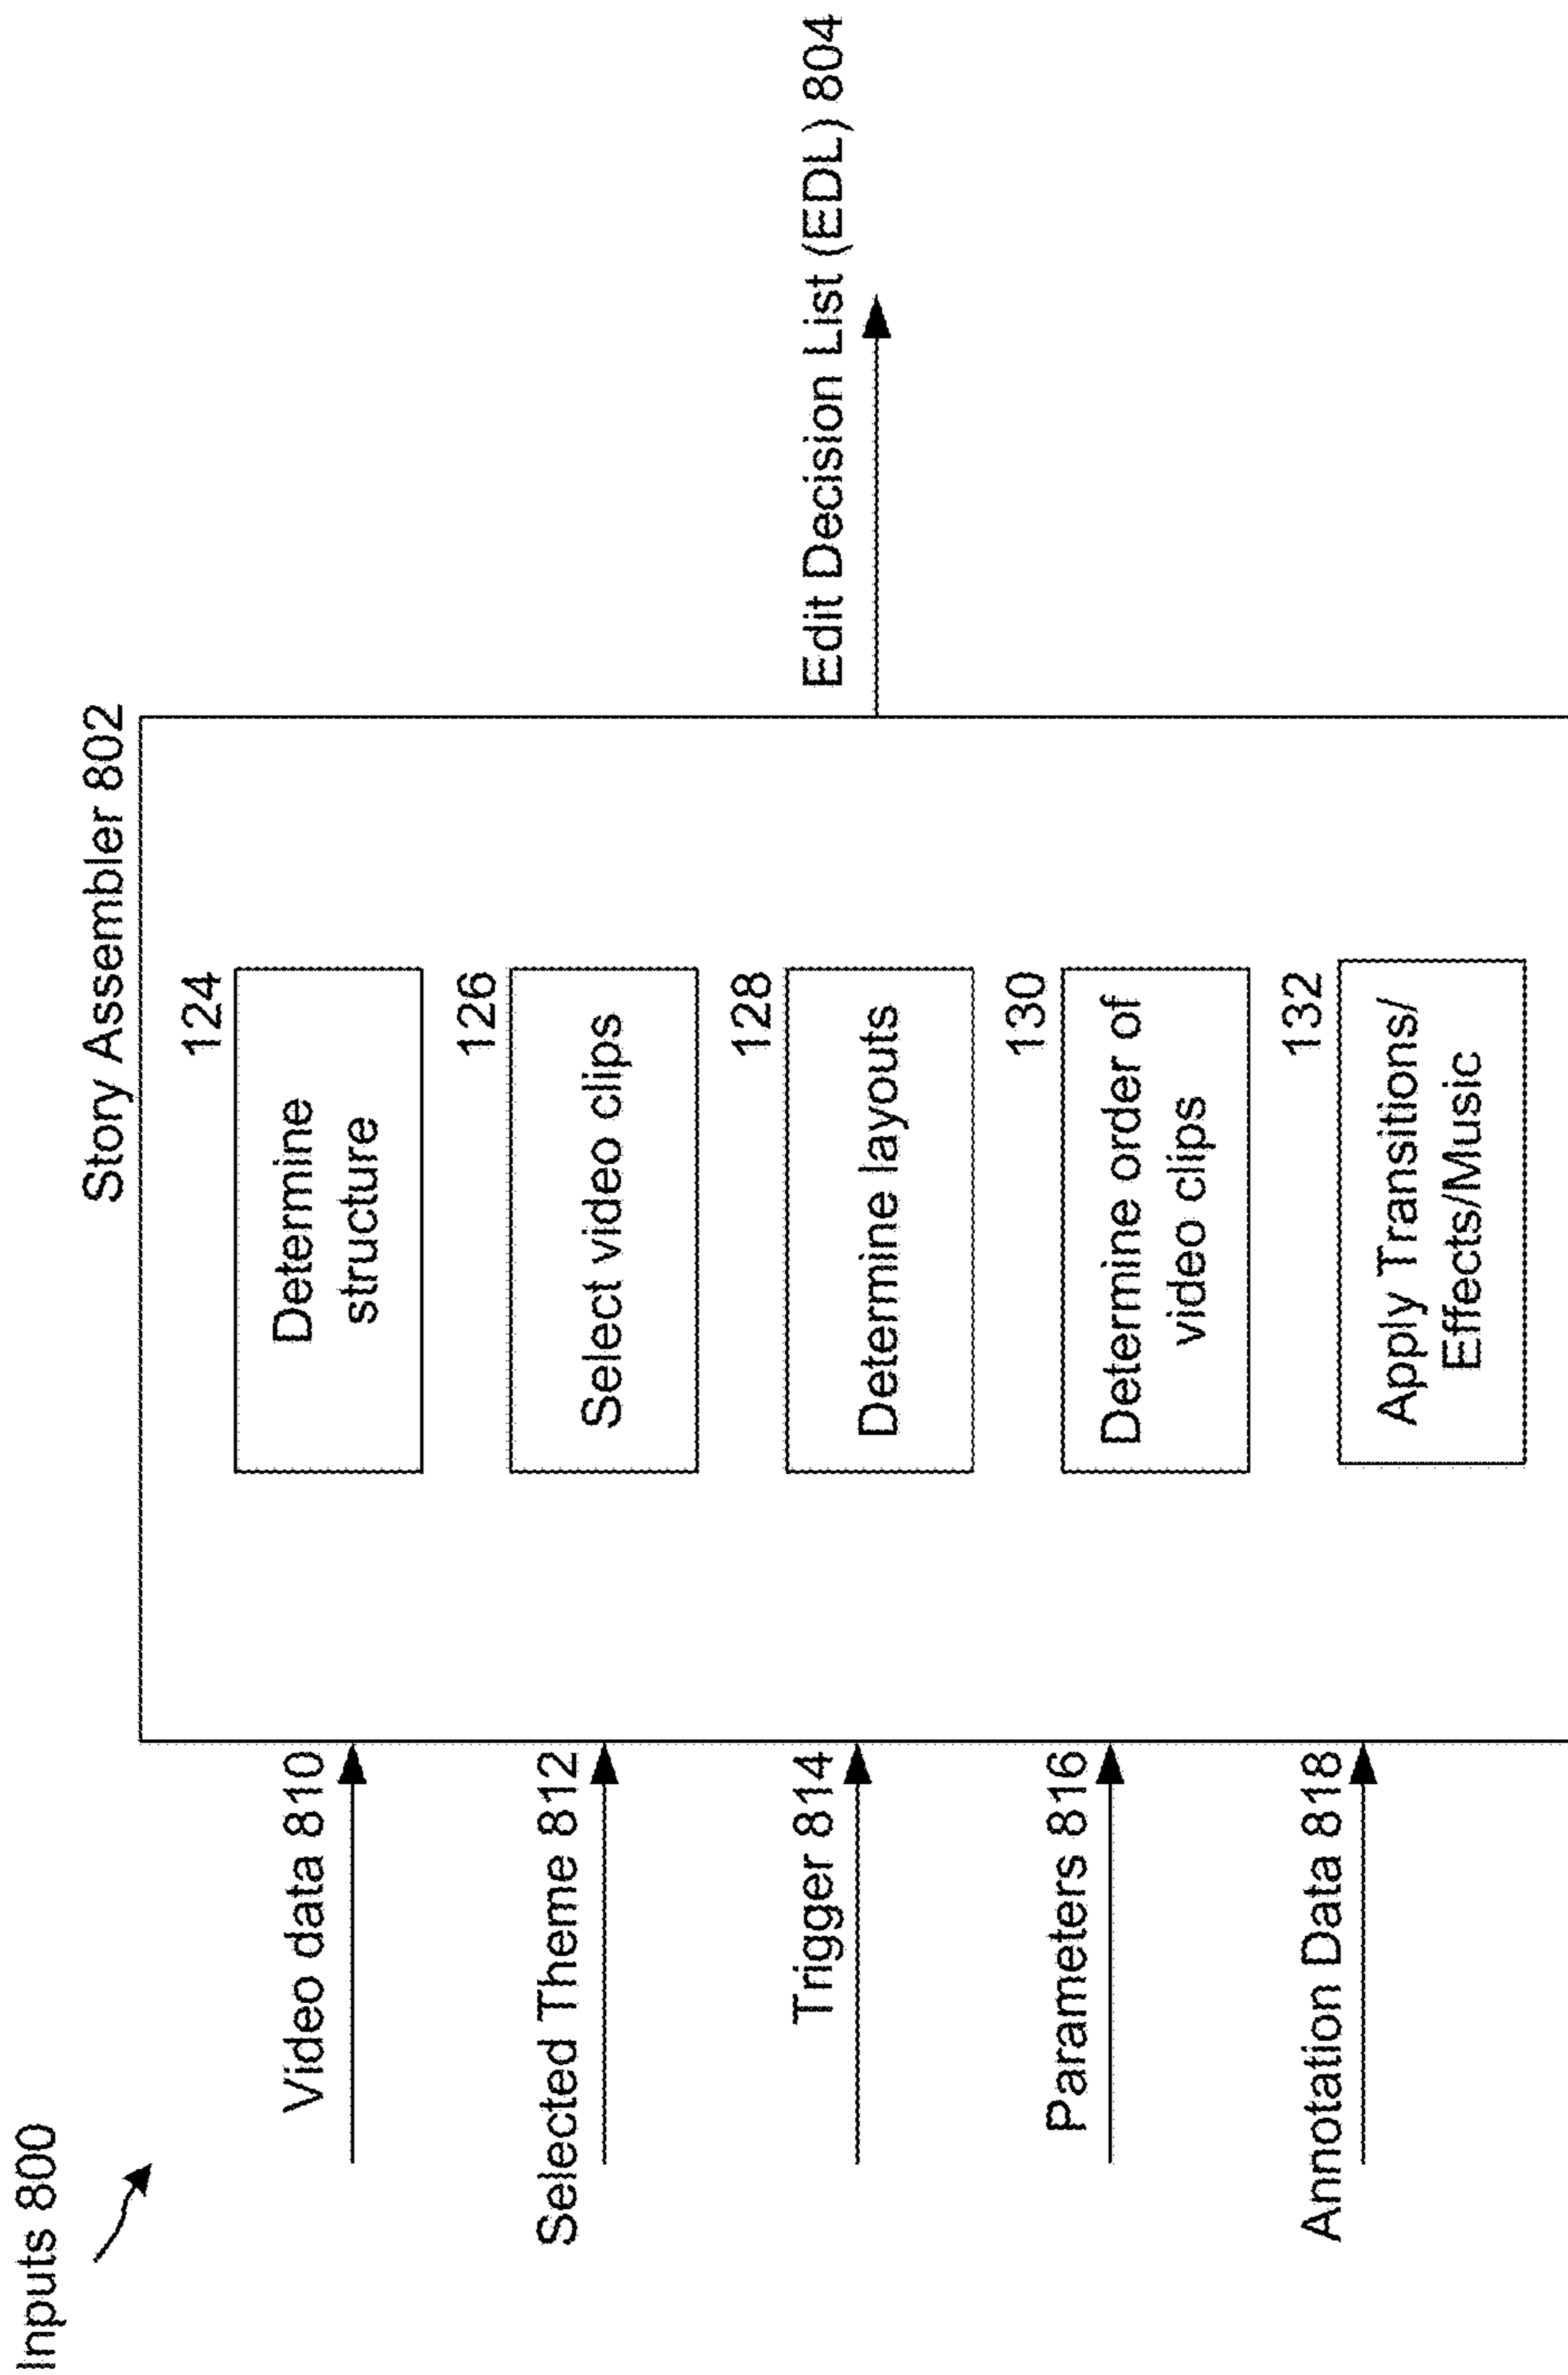 Inputs 800
Story Assembler 802
Video data 810
Selected Theme 812
Trigger 814
Parameters 816
Annotation Data 818
124
Determine
structure
126
Select video clips
128
Determine layouts
130
Determine order of
video clips
132
Apply Transitions/
Effects/Music
Edit Decision List (EDL) 804